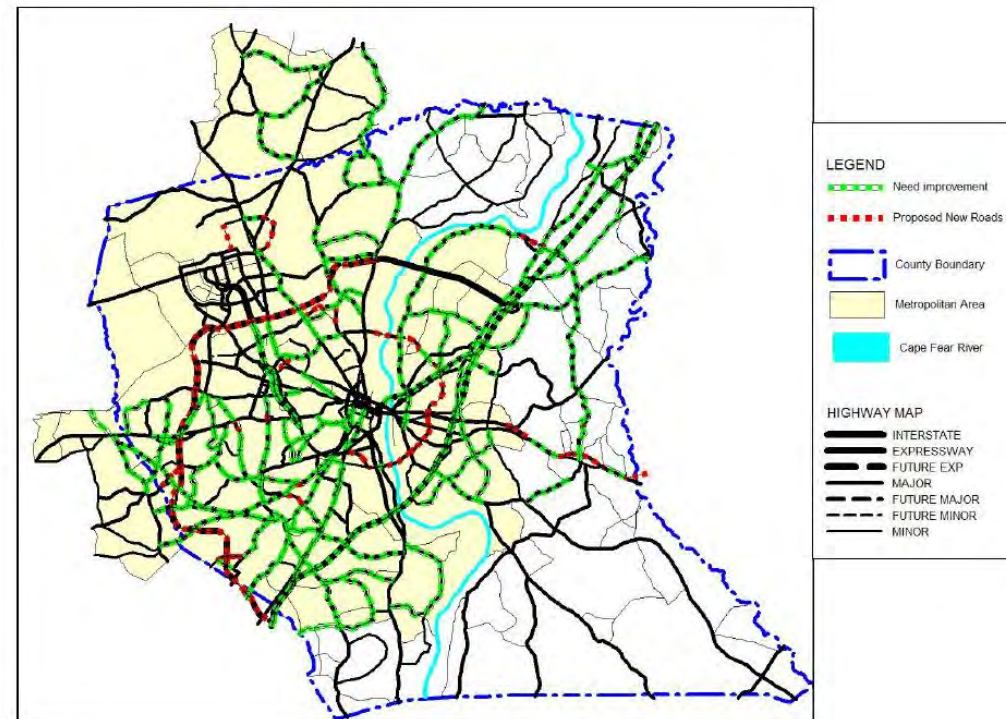 LEGEND
Need improvement
Proposed New Roads
County Boundary
Metropolitan Area
Cape Fear River
HIGHWAY MAP
INTERSTATE
EXPRESSWAY
FUTURE EXP
MAJOR
FUTURE MAJOR
FUTURE MINOR
MINOR